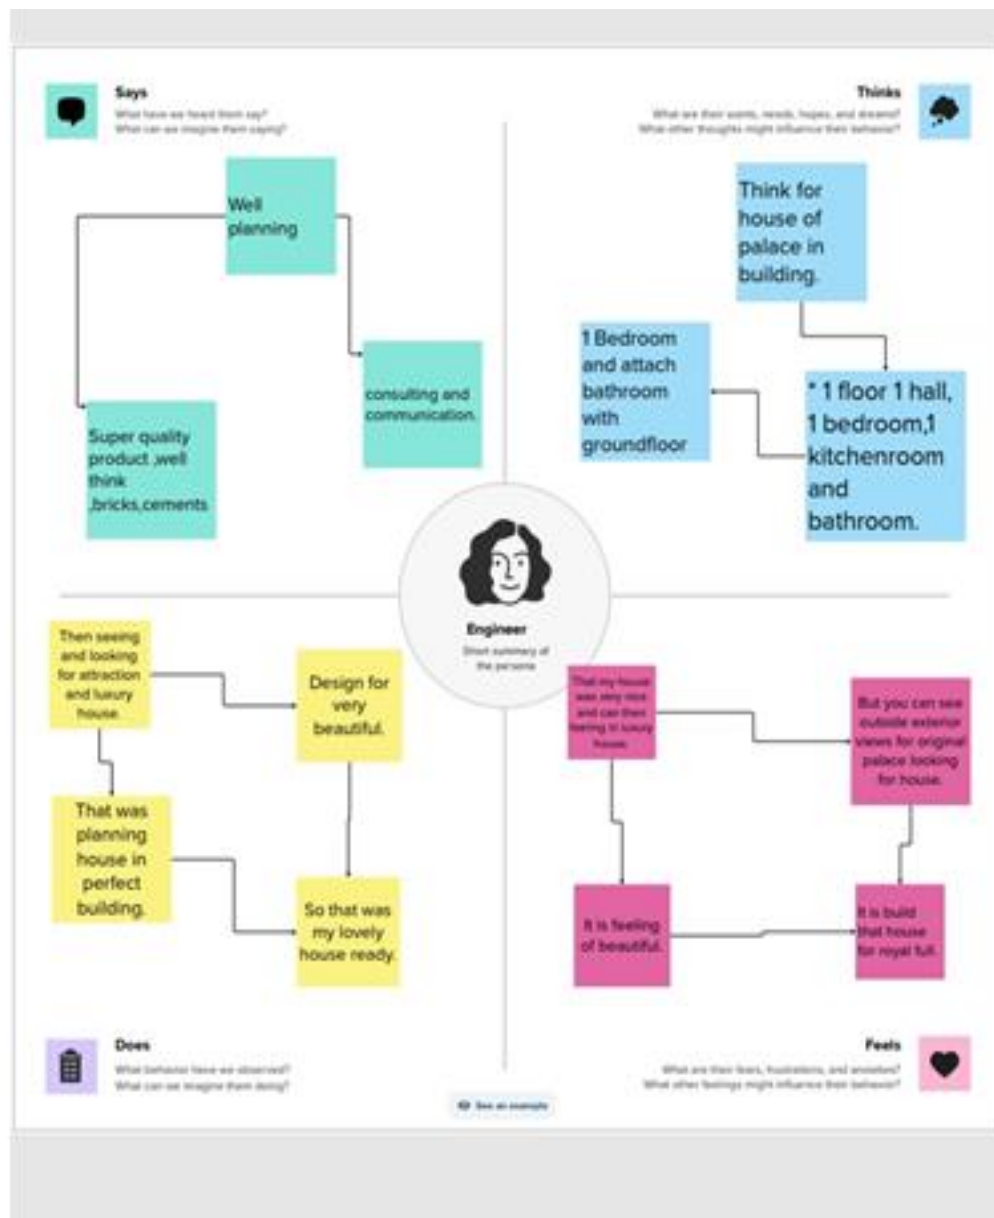 Says
What have we heard them say?
What can we imagine them saying?
Thinks
What are their wants, needs, hopes, and dreams?
What other thoughts might influence their behavior?
Well
planning
consulting and
communication.
Super quality
product ,well
think
,bricks,cements
Think for
house of
palace in
building.
1 Bedroom
and attach
bathroom
with
groundfloor
* 1 floor 1 hall,
1 bedroom,1
kitchenroom
and
bathroom.
Engineer
Short summary of
the persona
Then seeing
and looking
for attraction
and luxury
house.
Design for
very
beautiful.
That was
planning
house in
perfect
building.
So that was
my lovely
house ready.
That my house
was very nice
and can then
feeling in luxury
house.
But you can see
outside exterior
views for original
palace looking
for house.
It is feeling
of beautiful.
It is build
that house
for royal full.
Does
What behavior have we observed?
What can we imagine them doing?
Feels
What are their fears, frustrations, and anxieties?
What other feelings might influence their behavior?
See an example